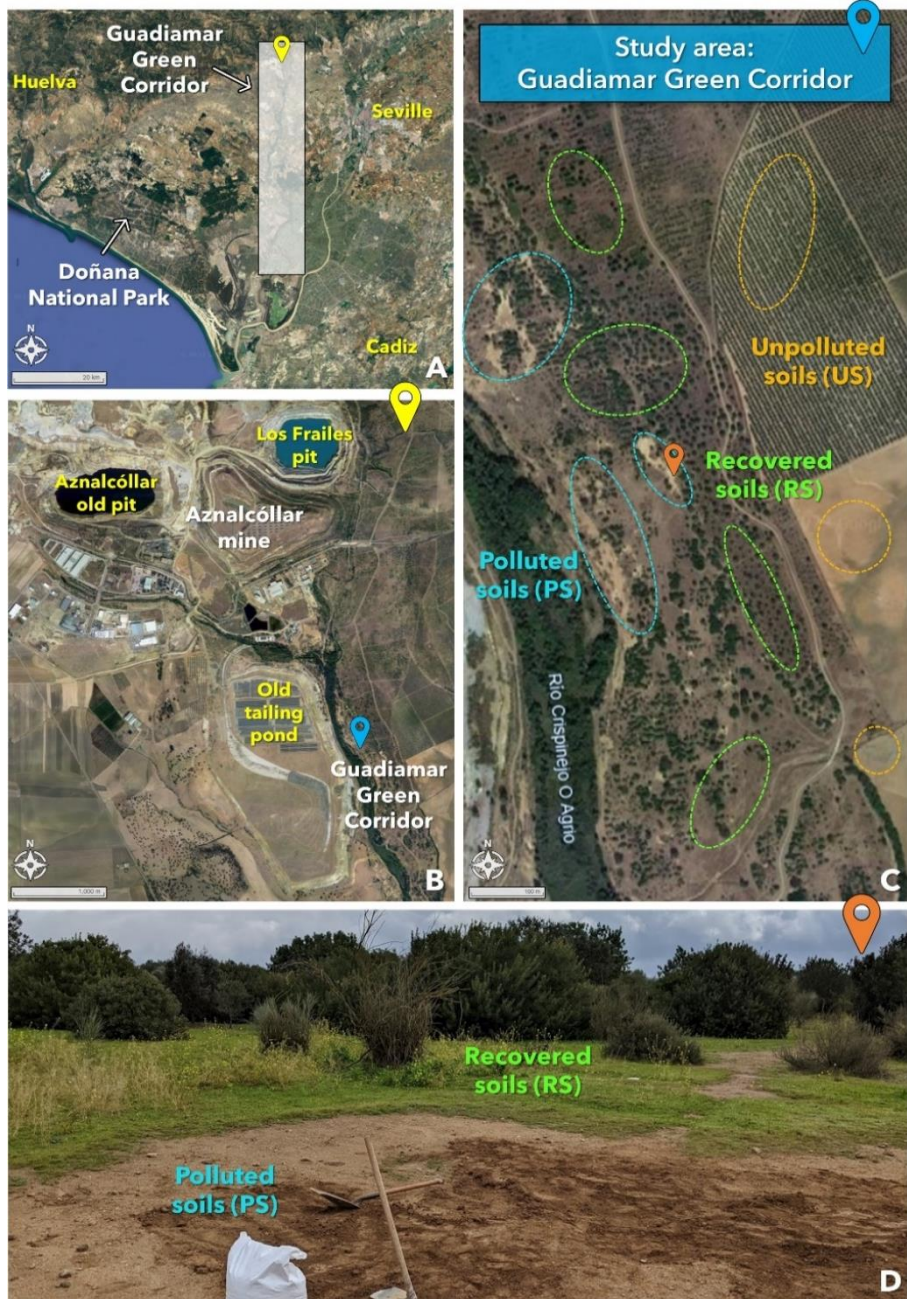 Guadiamar
Green
Corridor
Huelva
Seville
Doñana
National Park
Cadiz
N
20 km
A
Los Frailes
pit
Aznalcóllar
old pit
Aznalcóllar
mine
Old
tailing
pond
Guadiamar
Green
Corridor
N
1,000 m
B
Study area:
Guadiamar Green Corridor
Unpolluted
soils (US)
Recovered
soils (RS)
Polluted
soils (PS)
Rio Crispinejo O Agrio
N
100 m
C
Recovered
soils (RS)
Polluted
soils (PS)
D